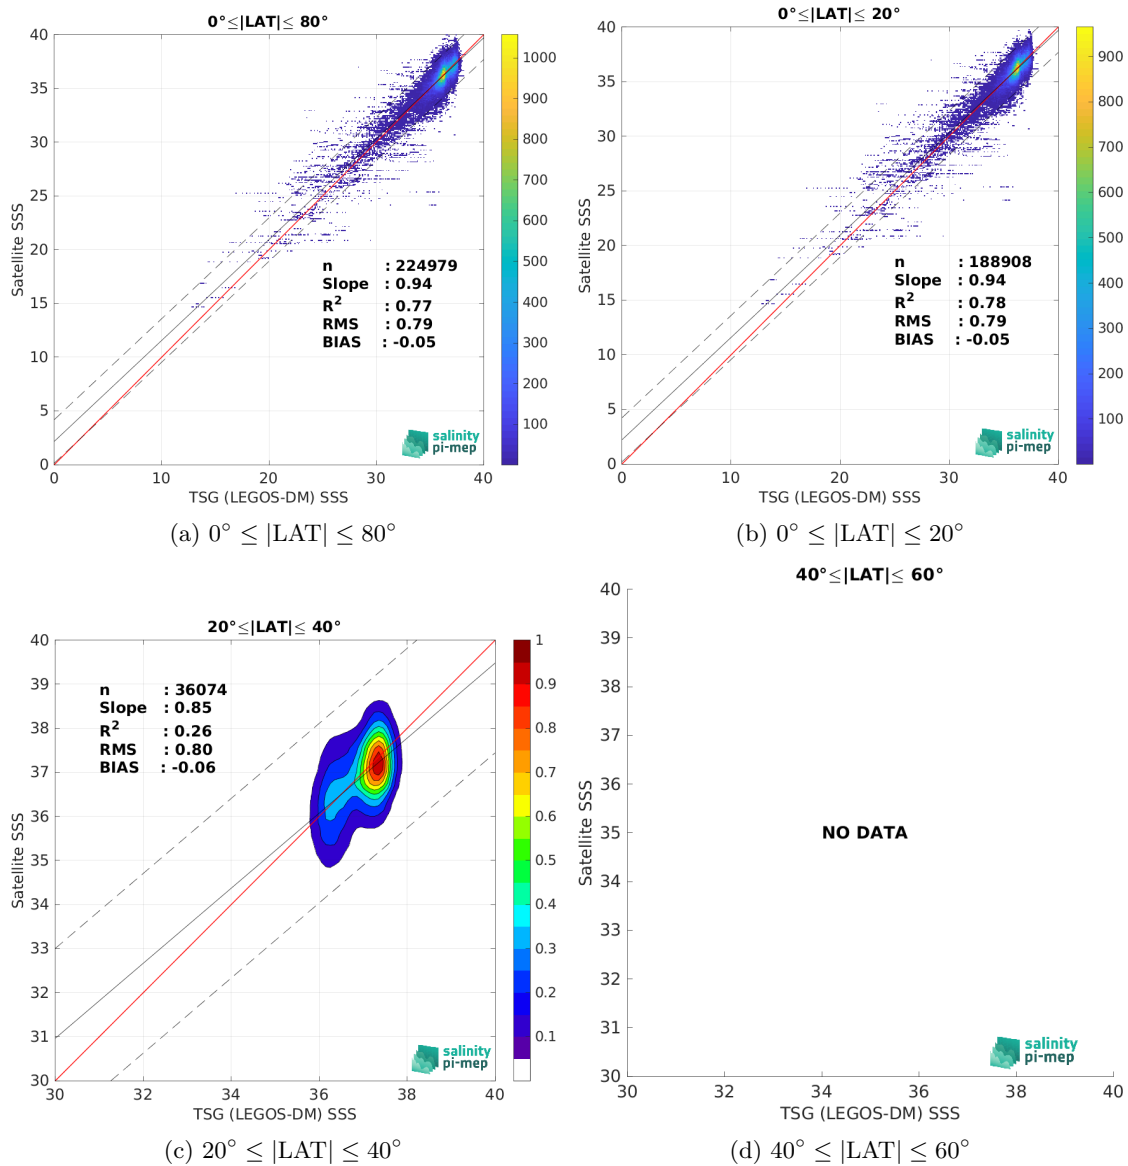 0°≤|LAT|≤ 80°
40
35
30
25
20
15
10
5
0
0
10
20
30
40
Satellite SSS
TSG (LEGOS-DM) SSS
n : 224979
Slope : 0.94
R² : 0.77
RMS : 0.79
BIAS : -0.05
salinity
pi-mep
1000
900
800
700
600
500
400
300
200
100
(a) 0° ≤ |LAT| ≤ 80°
0°≤|LAT|≤ 20°
40
35
30
25
20
15
10
5
0
0
10
20
30
40
Satellite SSS
TSG (LEGOS-DM) SSS
n : 188908
Slope : 0.94
R² : 0.78
RMS : 0.79
BIAS : -0.05
salinity
pi-mep
900
800
700
600
500
400
300
200
100
(b) 0° ≤ |LAT| ≤ 20°
20°≤|LAT|≤ 40°
40
39
38
37
36
35
34
33
32
31
30
30
32
34
36
38
40
Satellite SSS
TSG (LEGOS-DM) SSS
n : 36074
Slope : 0.85
R² : 0.26
RMS : 0.80
BIAS : -0.06
salinity
pi-mep
1
0.9
0.8
0.7
0.6
0.5
0.4
0.3
0.2
0.1
(c) 20° ≤ |LAT| ≤ 40°
40°≤|LAT|≤ 60°
40
39
38
37
36
35
34
33
32
31
30
30
32
34
36
38
40
Satellite SSS
TSG (LEGOS-DM) SSS
NO DATA
salinity
pi-mep
(d) 40° ≤ |LAT| ≤ 60°